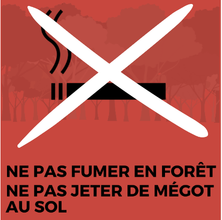 NE PAS FUMER EN FORÊT
NE PAS JETER DE MÉGOT
AU SOL